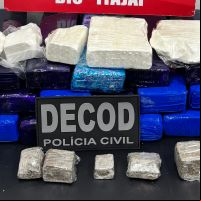 DIC - ITAJAÍ
DECOD
POLÍCIA CIVIL